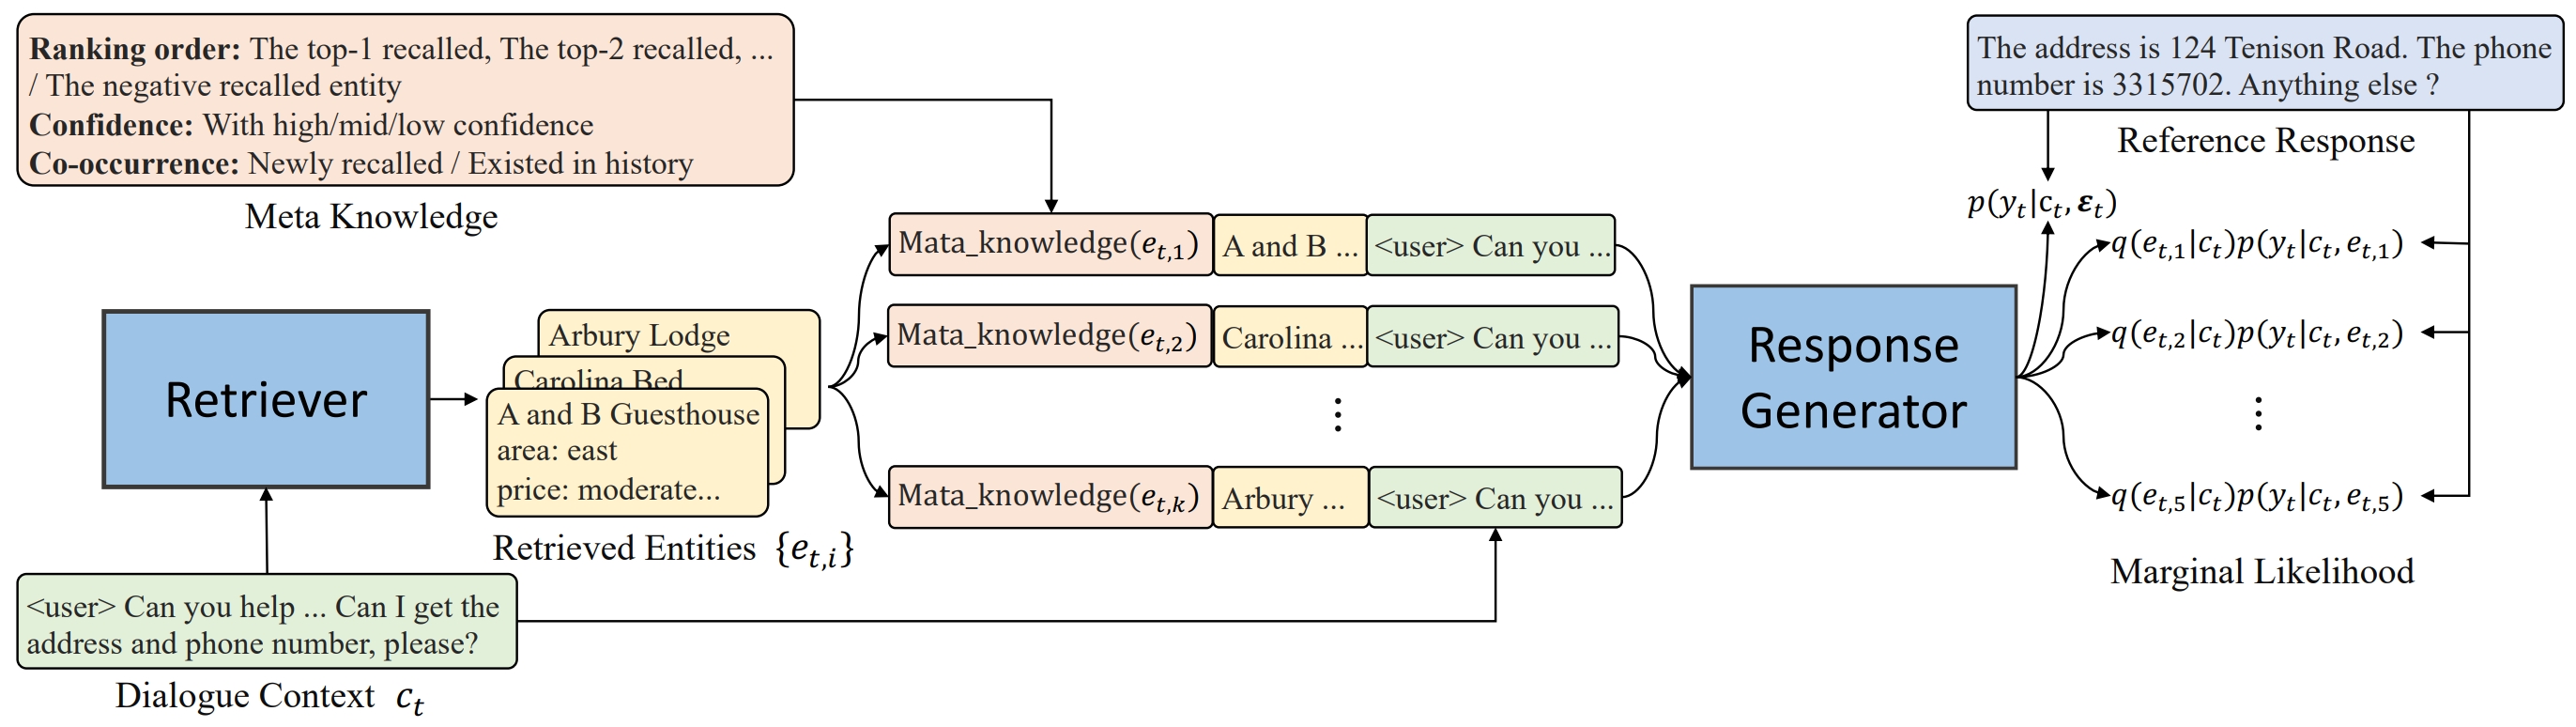 Ranking order: The top-1 recalled, The top-2 recalled, ...
/ The negative recalled entity
Confidence: With high/mid/low confidence
Co-occurrence: Newly recalled / Existed in history
Meta Knowledge
Retriever
<user> Can you help ... Can I get the
address and phone number, please?
Dialogue Context c_t
Arbury Lodge
Carolina Bed
A and B Guesthouse
area: east
price: moderate...
Retrieved Entities {e_{t,i}}
Mata_knowledge(e_{t,1}) A and B ... <user> Can you ...
Mata_knowledge(e_{t,2}) Carolina ... <user> Can you ...
⋮
Mata_knowledge(e_{t,k}) Arbury ... <user> Can you ...
Response
Generator
The address is 124 Tenison Road. The phone
number is 3315702. Anything else ?
Reference Response
p(y_t|c_t, ε_t)
q(e_{t,1}|c_t)p(y_t|c_t, e_{t,1})
q(e_{t,2}|c_t)p(y_t|c_t, e_{t,2})
⋮
q(e_{t,5}|c_t)p(y_t|c_t, e_{t,5})
Marginal Likelihood